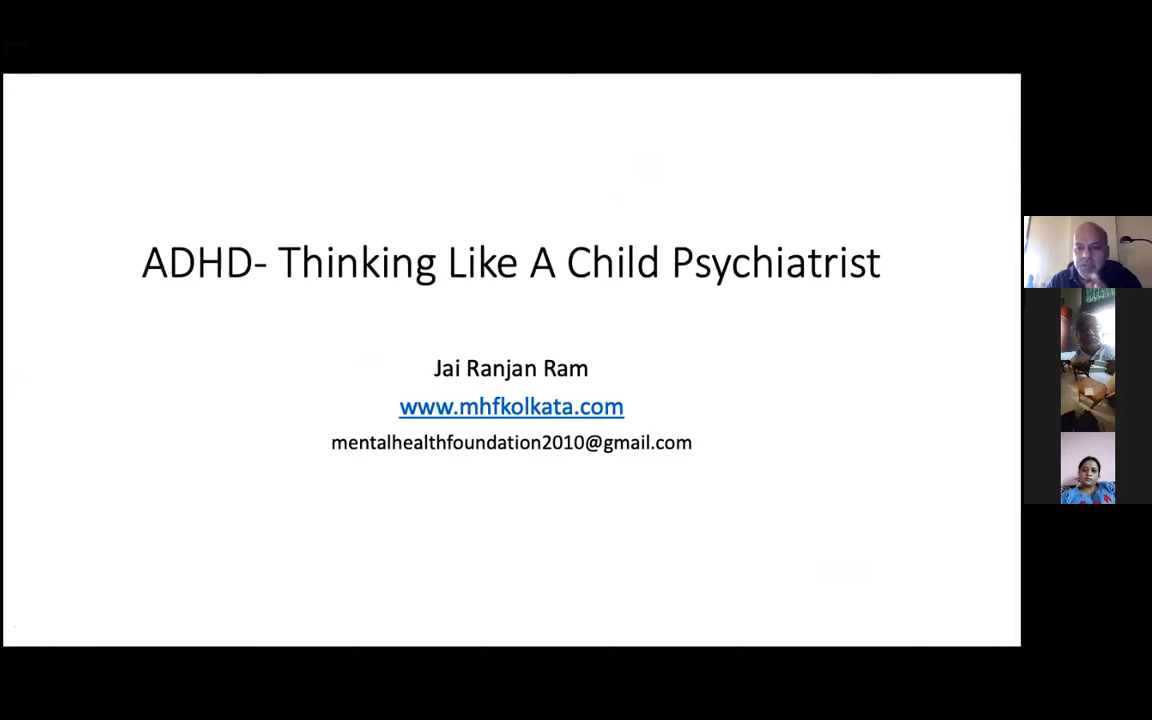 ADHD- Thinking Like A Child Psychiatrist
Jai Ranjan Ram
www.mhfkolkata.com
mentalhealthfoundation2010@gmail.com